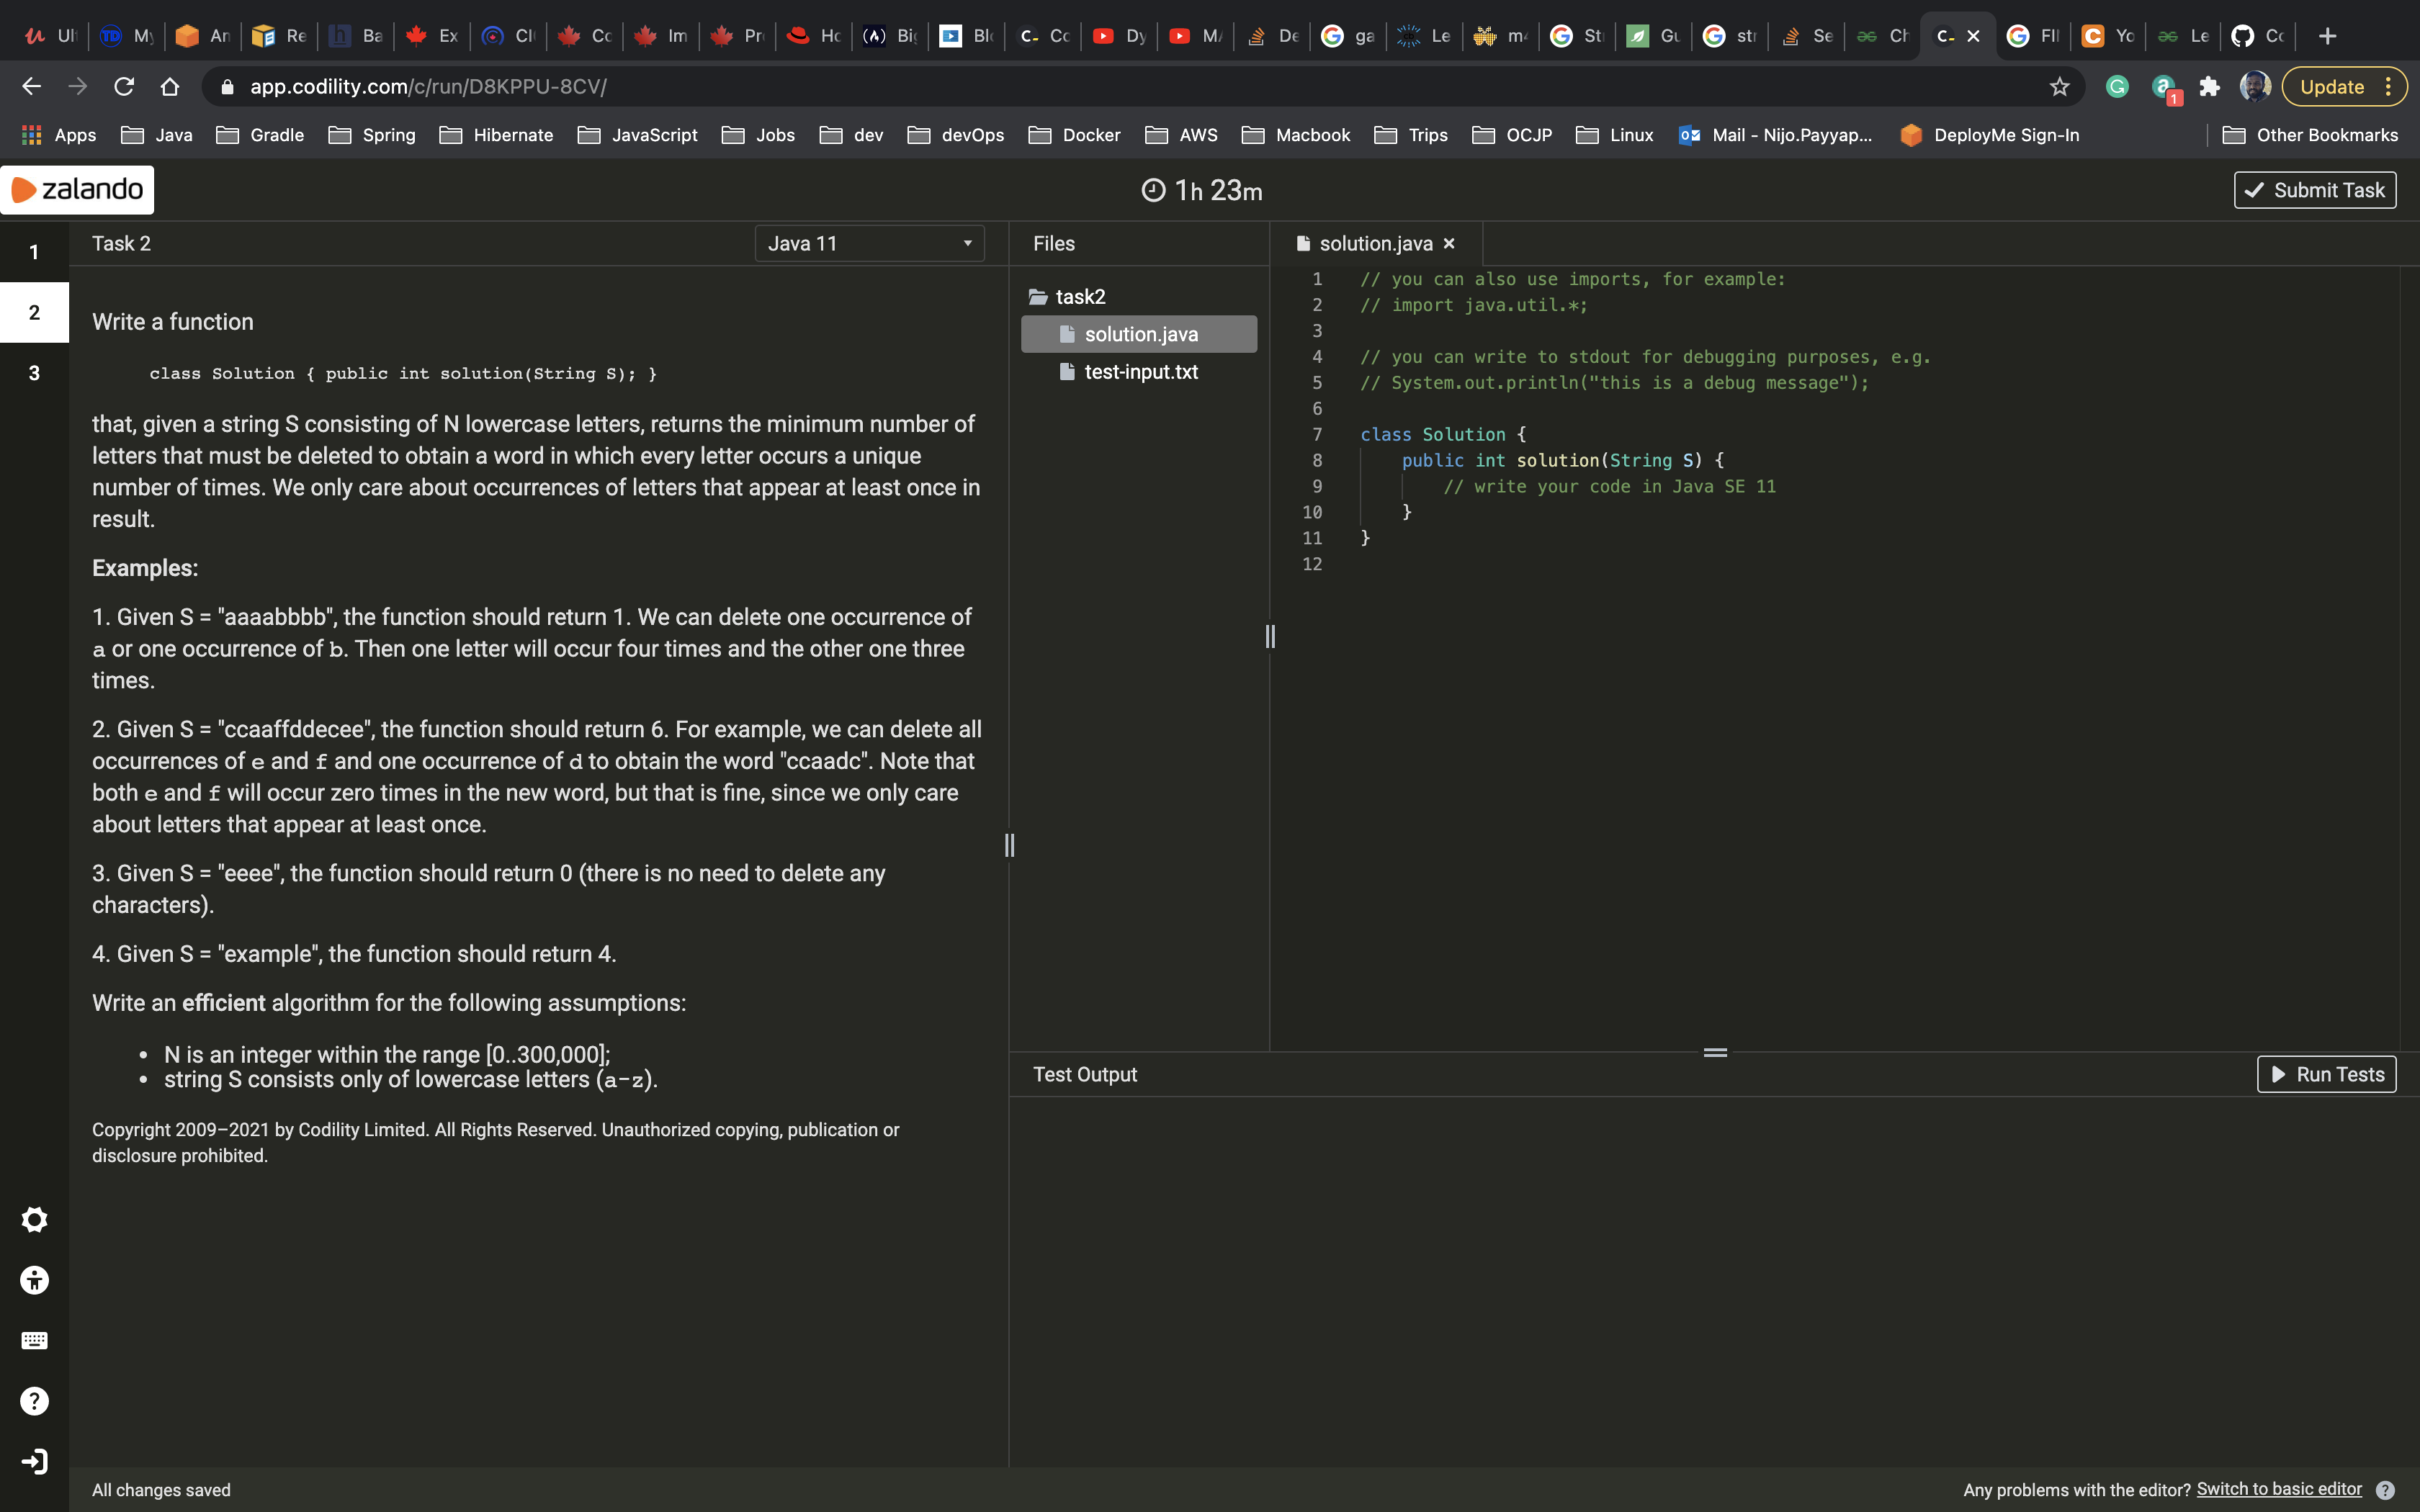 Ul My An Re Ba Ex Cl Cc Im Pr Ho Big Blo Co Dy M De ga Le m St Gu str Se Ch C- FI Yo Le Co
app.codility.com/c/run/D8KPPU-8CV/
Update
1
Apps Java Gradle Spring Hibernate JavaScript Jobs dev devOps Docker AWS Macbook Trips OCJP Linux Mail - Nijo.Payyap... DeployMe Sign-In Other Bookmarks
zalando
1h 23m
Submit Task
1
2
3
Task 2
Java 11
Write a function
class Solution { public int solution(String S); }
that, given a string S consisting of N lowercase letters, returns the minimum number of
letters that must be deleted to obtain a word in which every letter occurs a unique
number of times. We only care about occurrences of letters that appear at least once in
result.
Examples:
1. Given S = "aaaabbbb", the function should return 1. We can delete one occurrence of
a or one occurrence of b. Then one letter will occur four times and the other one three
times.
2. Given S = "ccaaffddecee", the function should return 6. For example, we can delete all
occurrences of e and f and one occurrence of d to obtain the word "ccaadc". Note that
both e and f will occur zero times in the new word, but that is fine, since we only care
about letters that appear at least once.
3. Given S = "eeee", the function should return 0 (there is no need to delete any
characters).
4. Given S = "example", the function should return 4.
Write an efficient algorithm for the following assumptions:
• N is an integer within the range [0..300,000];
• string S consists only of lowercase letters (a-z).
Copyright 2009–2021 by Codility Limited. All Rights Reserved. Unauthorized copying, publication or
disclosure prohibited.
All changes saved
Files
task2
solution.java
test-input.txt
solution.java
1 // you can also use imports, for example:
2 // import java.util.*;
3
4 // you can write to stdout for debugging purposes, e.g.
5 // System.out.println("this is a debug message");
6
7 class Solution {
8 public int solution(String S) {
9 // write your code in Java SE 11
10 }
11 }
12
Test Output
Run Tests
Any problems with the editor? Switch to basic editor ?